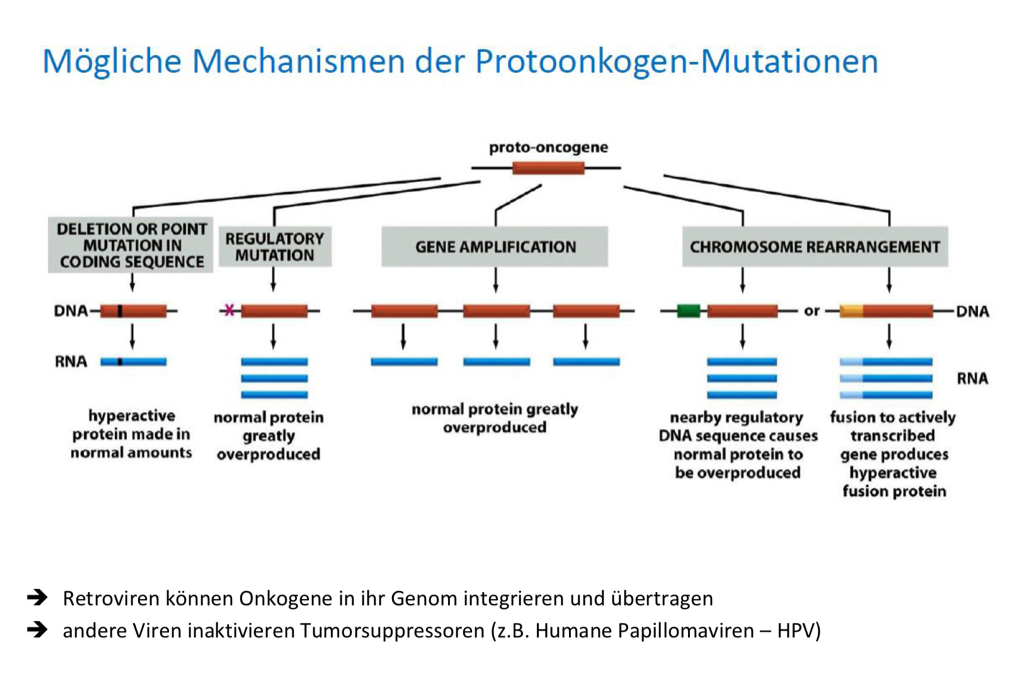 Mögliche Mechanismen der Protoonkogen-Mutationen
proto-oncogene
DELETION OR POINT
MUTATION IN
CODING SEQUENCE
REGULATORY
MUTATION
GENE AMPLIFICATION
CHROMOSOME REARRANGEMENT
DNA
X
or
DNA
RNA
RNA
hyperactive
protein made in
normal amounts
normal protein
greatly
overproduced
normal protein greatly
overproduced
nearby regulatory
DNA sequence causes
normal protein to
be overproduced
fusion to actively
transcribed
gene produces
hyperactive
fusion protein
➔ Retroviren können Onkogene in ihr Genom integrieren und übertragen
➔ andere Viren inaktivieren Tumorsuppressoren (z.B. Humane Papillomaviren – HPV)